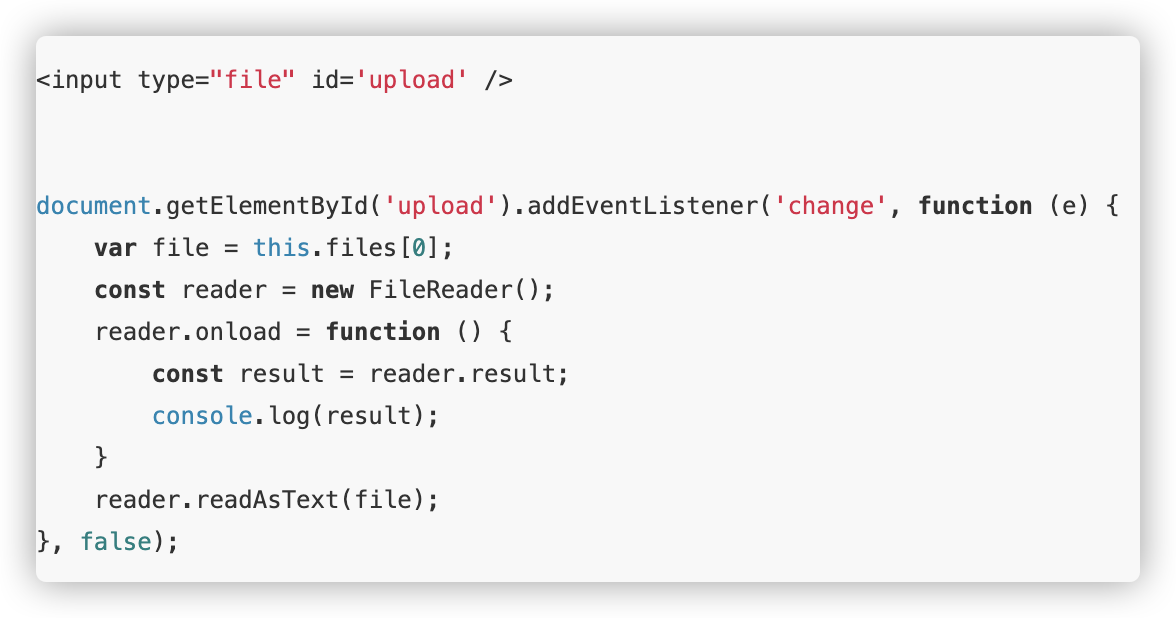 <input type="file" id='upload' />
document.getElementById('upload').addEventListener('change', function (e) {
    var file = this.files[0];
    const reader = new FileReader();
    reader.onload = function () {
        const result = reader.result;
        console.log(result);
    }
    reader.readAsText(file);
}, false);